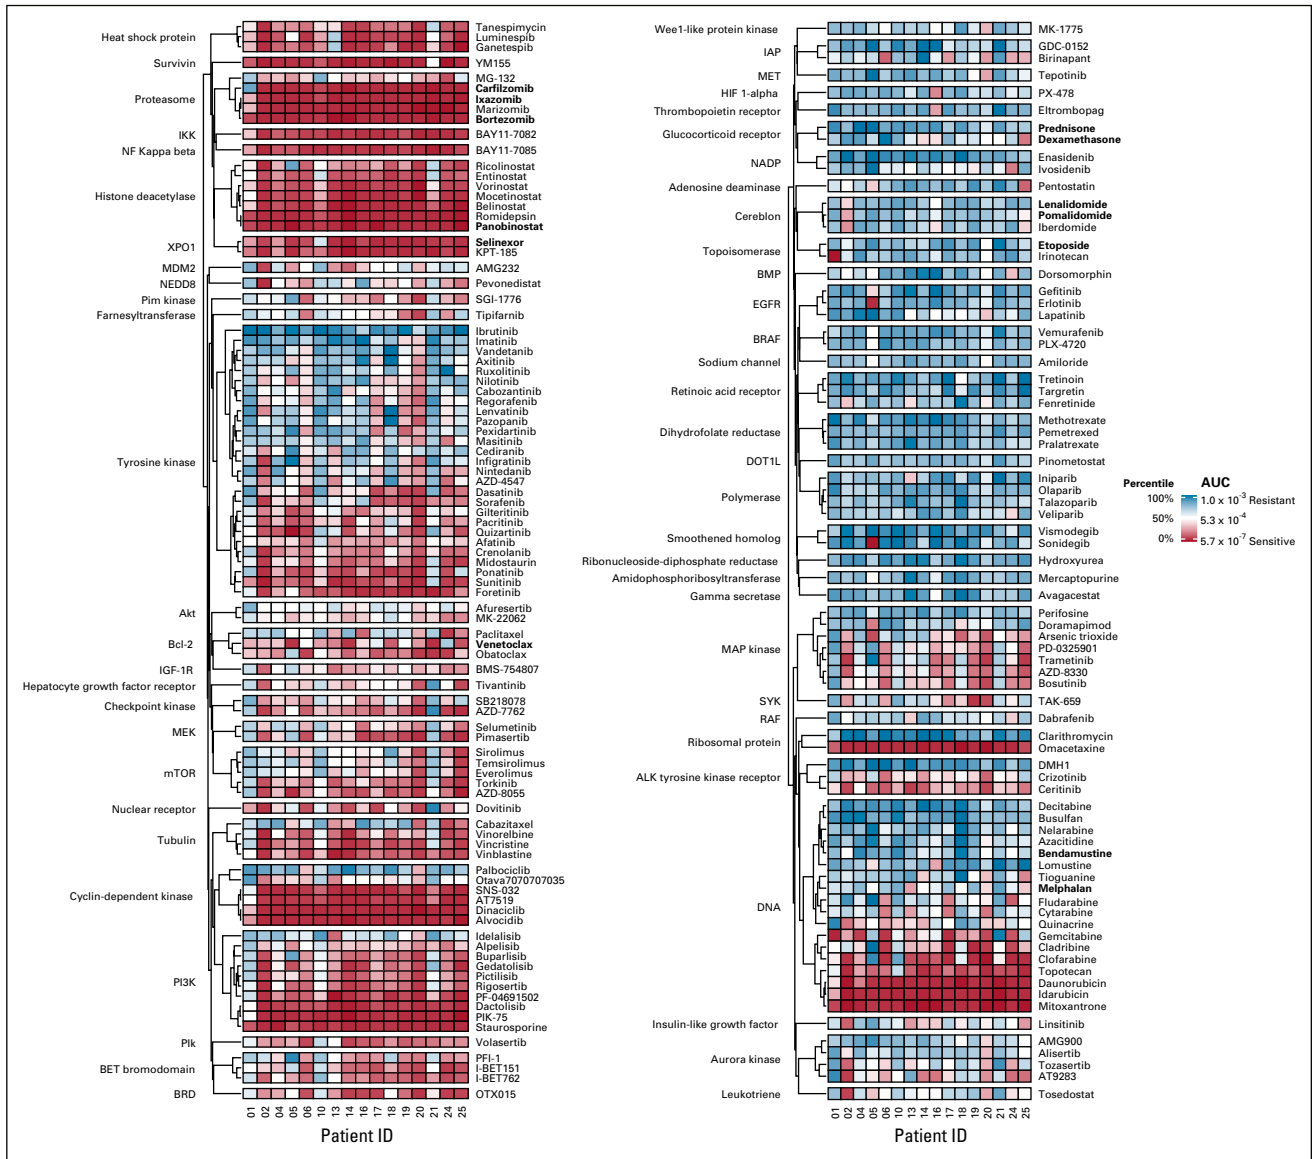 Heat shock protein
Tanespimycin
Luminespib
Ganetespib
Survivin
YM155
Proteasome
MG-132
Carfilzomib
Ixazomib
Marizomib
Bortezomib
IKK
BAY11-7082
NF Kappa beta
BAY11-7085
Histone deacetylase
Ricolinostat
Entinostat
Vorinostat
Mocetinostat
Belinostat
Romidepsin
Panobinostat
XPO1
Selinexor
KPT-185
MDM2
AMG232
NEDD8
Pevonedistat
Pim kinase
SGI-1776
Farnesyltransferase
Tipifarnib
Tyrosine kinase
Ibrutinib
Imatinib
Vandetanib
Axitinib
Ruxolitinib
Nilotinib
Cabozantinib
Regorafenib
Lenvatinib
Pazopanib
Pexidartinib
Masitinib
Cediranib
Infigratinib
Nintedanib
AZD-4547
Dasatinib
Sorafenib
Gilteritinib
Pacritinib
Quizartinib
Afatinib
Crenolanib
Midostaurin
Ponatinib
Sunitinib
Foretinib
Akt
Afuresertib
MK-22062
Bcl-2
Paclitaxel
Venetoclax
Obatoclax
IGF-1R
BMS-754807
Hepatocyte growth factor receptor
Tivantinib
Checkpoint kinase
SB218078
AZD-7762
MEK
Selumetinib
Pimasertib
mTOR
Sirolimus
Temsirolimus
Everolimus
Torkinib
AZD-8055
Nuclear receptor
Dovitinib
Tubulin
Cabazitaxel
Vinorelbine
Vincristine
Vinblastine
Cyclin-dependent kinase
Palbociclib
Otava7070707035
SNS-032
AT7519
Dinaciclib
Alvocidib
PI3K
Idelalisib
Alpelisib
Buparlisib
Gedatolisib
Pictilisib
Rigosertib
PF-04691502
Dactolisib
PIK-75
Staurosporine
Plk
Volasertib
BET bromodomain
PFI-1
I-BET151
I-BET762
BRD
OTX015
01 02 04 05 06 10 13 14 16 17 18 19 20 21 24 25
Patient ID
Wee1-like protein kinase
MK-1775
IAP
GDC-0152
Birinapant
MET
Tepotinib
HIF 1-alpha
PX-478
Thrombopoietin receptor
Eltrombopag
Glucocorticoid receptor
Prednisone
Dexamethasone
NADP
Enasidenib
Ivosidenib
Adenosine deaminase
Pentostatin
Cereblon
Lenalidomide
Pomalidomide
Iberdomide
Topoisomerase
Etoposide
Irinotecan
BMP
Dorsomorphin
EGFR
Gefitinib
Erlotinib
Lapatinib
BRAF
Vemurafenib
PLX-4720
Sodium channel
Amiloride
Retinoic acid receptor
Tretinoin
Targretin
Fenretinide
Dihydrofolate reductase
Methotrexate
Pemetrexed
Pralatrexate
DOT1L
Pinometostat
Polymerase
Iniparib
Olaparib
Talazoparib
Veliparib
Smoothened homolog
Vismodegib
Sonidegib
Ribonucleoside-diphosphate reductase
Hydroxyurea
Amidophosphoribosyltransferase
Mercaptopurine
Gamma secretase
Avagacestat
MAP kinase
Perifosine
Doramapimod
Arsenic trioxide
PD-0325901
Trametinib
AZD-8330
Bosutinib
SYK
TAK-659
RAF
Dabrafenib
Ribosomal protein
Clarithromycin
Omacetaxine
ALK tyrosine kinase receptor
DMH1
Crizotinib
Ceritinib
DNA
Decitabine
Busulfan
Nelarabine
Azacitidine
Bendamustine
Lomustine
Tioguanine
Melphalan
Fludarabine
Cytarabine
Quinacrine
Gemcitabine
Cladribine
Clofarabine
Topotecan
Daunorubicin
Idarubicin
Mitoxantrone
Insulin-like growth factor
Linsitinib
Aurora kinase
AMG900
Alisertib
Tozasertib
AT9283
Leukotriene
Tosedostat
01 02 04 05 06 10 13 14 16 17 18 19 20 21 24 25
Patient ID
Percentile AUC
100% 1.0 x 10⁻³ Resistant
50% 5.3 x 10⁻⁴
0% 5.7 x 10⁻⁷ Sensitive